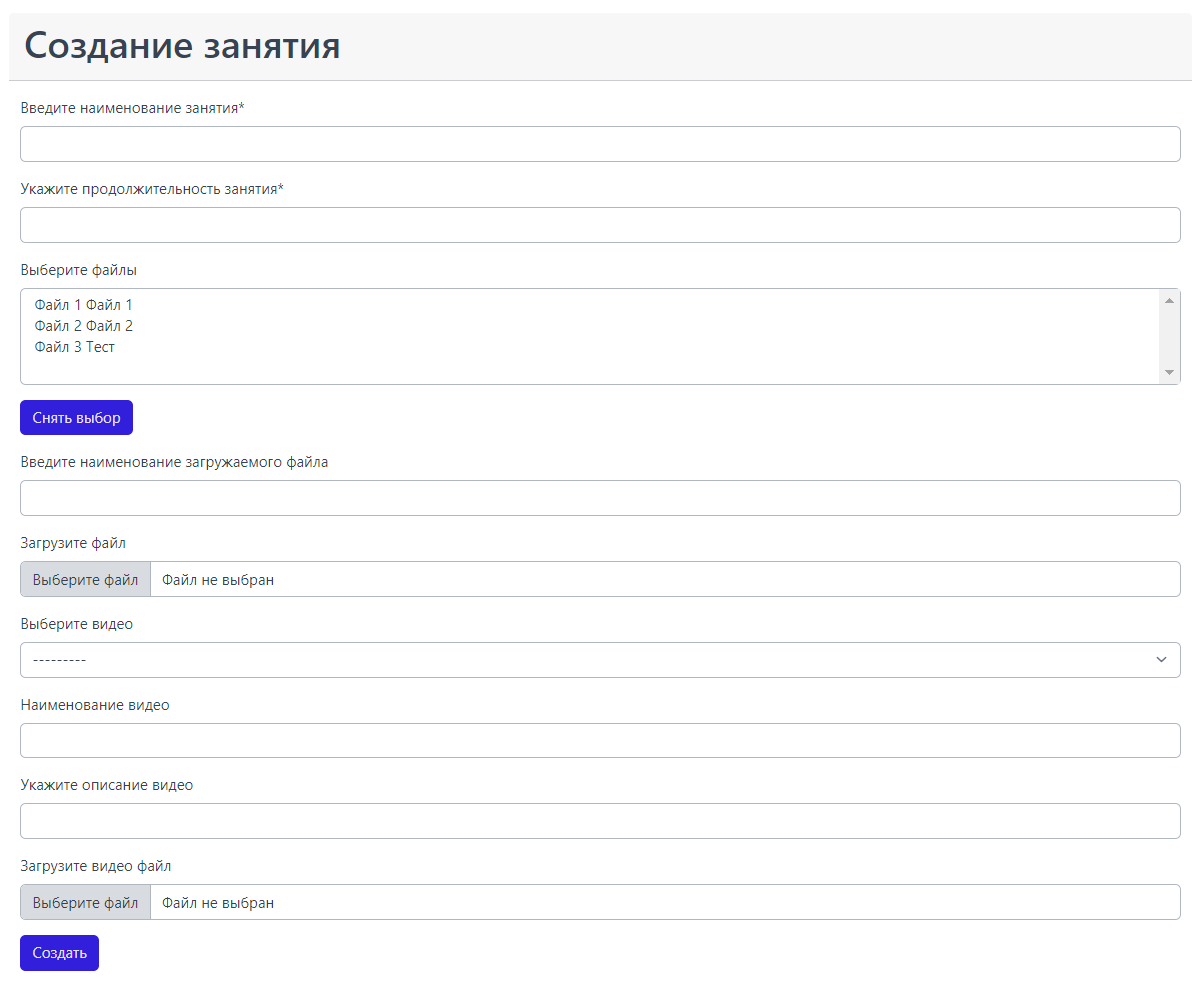 Создание занятия
Введите наименование занятия*
Укажите продолжительность занятия*
Выберите файлы
Файл 1 Файл 1
Файл 2 Файл 2
Файл 3 Тест
Снять выбор
Введите наименование загружаемого файла
Загрузите файл
Выберите файл Файл не выбран
Выберите видео
---------
Наименование видео
Укажите описание видео
Загрузите видео файл
Выберите файл Файл не выбран
Создать